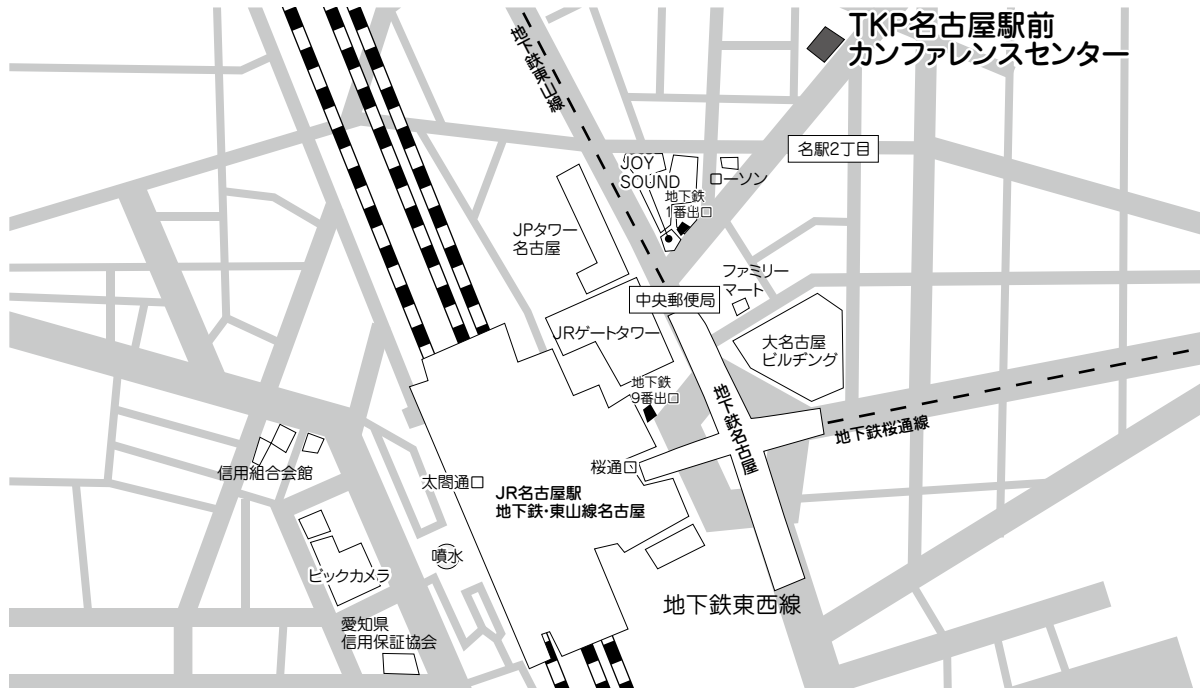 TKP名古屋駅前
カンファレンスセンター
地下鉄東山線
名駅2丁目
JOY
SOUND
ローソン
地下鉄
1番出口
JPタワー
名古屋
ファミリー
マート
中央郵便局
JRゲートタワー
大名古屋
ビルヂング
地下鉄
9番出口
地下鉄名古屋
地下鉄桜通線
信用組合会館
太閤通口
桜通口
JR名古屋駅
地下鉄・東山線名古屋
噴水
ビックカメラ
地下鉄東西線
愛知県
信用保証協会